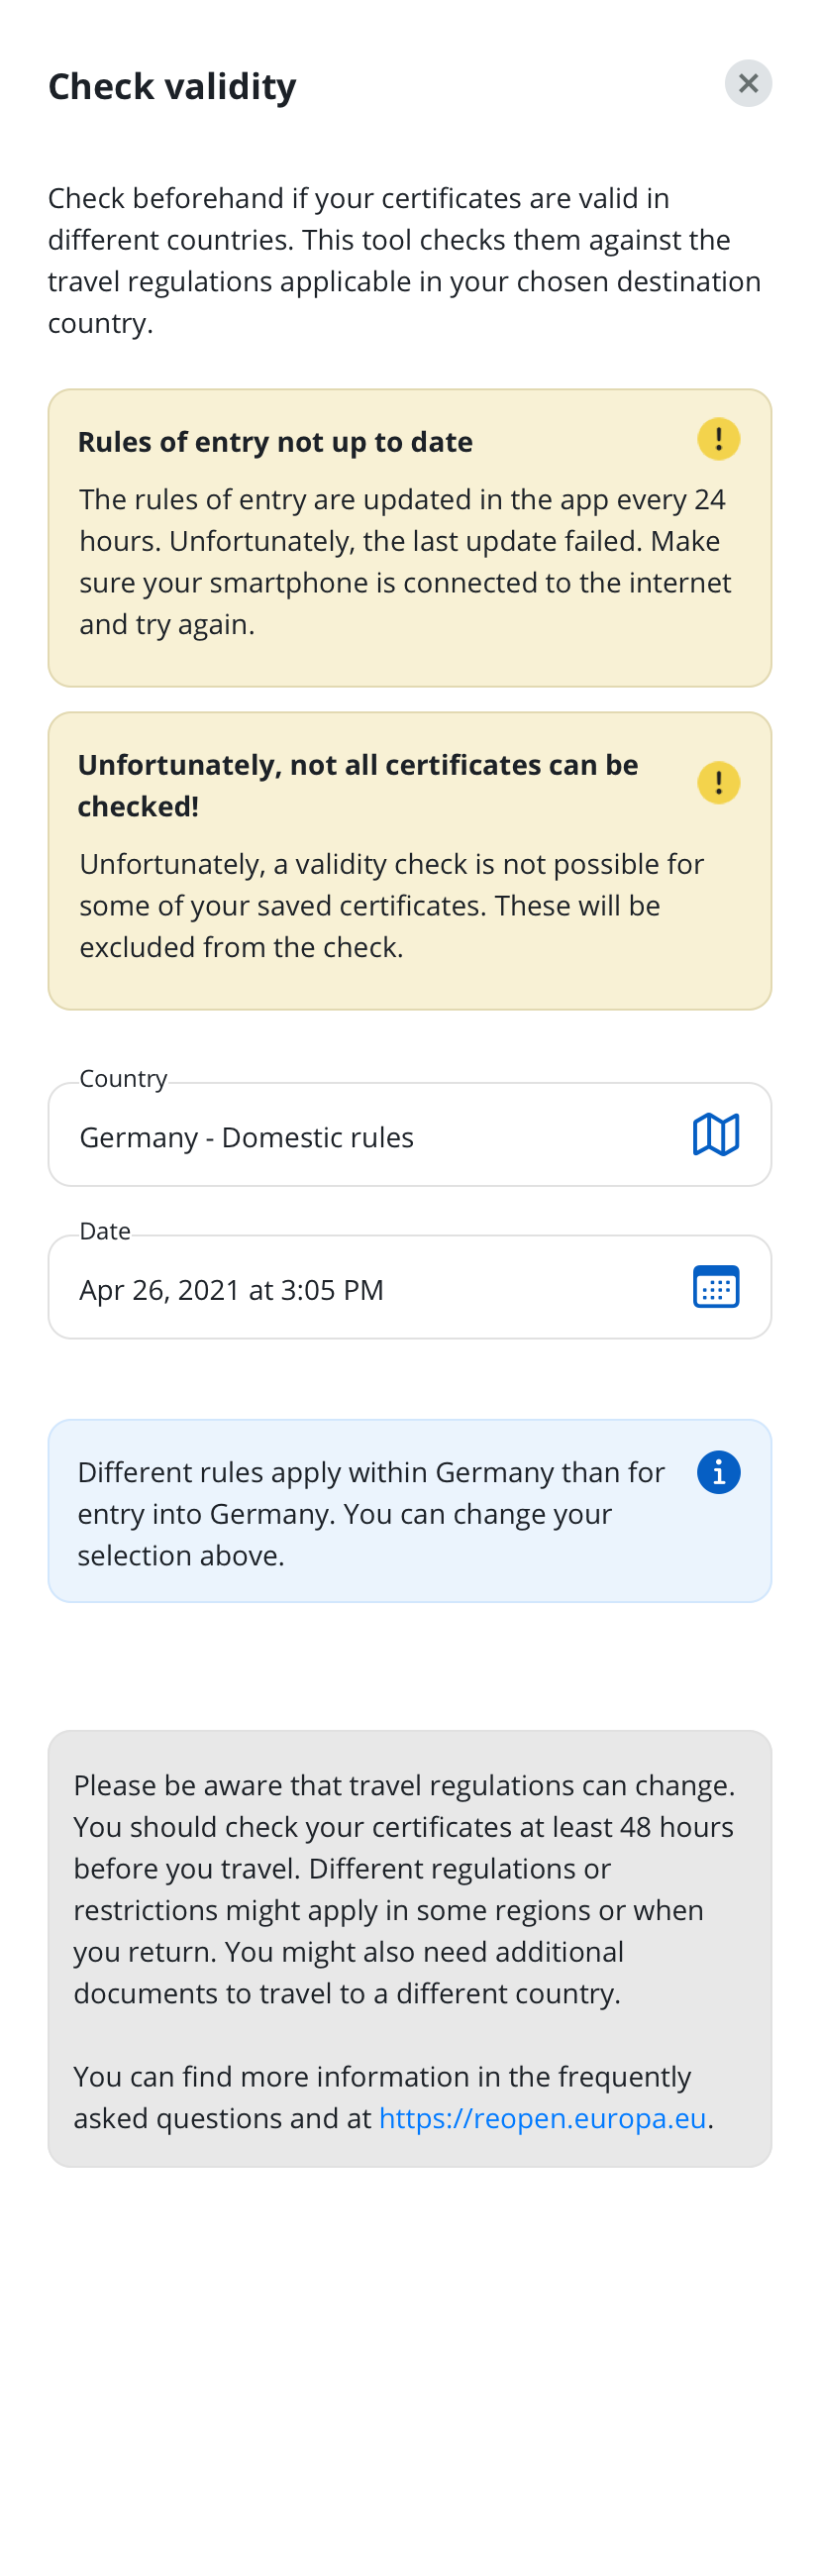 Check validity
Check beforehand if your certificates are valid in
different countries. This tool checks them against the
travel regulations applicable in your chosen destination
country.
Rules of entry not up to date
The rules of entry are updated in the app every 24
hours. Unfortunately, the last update failed. Make
sure your smartphone is connected to the internet
and try again.
Unfortunately, not all certificates can be
checked!
Unfortunately, a validity check is not possible for
some of your saved certificates. These will be
excluded from the check.
Country
Germany - Domestic rules
Date
Apr 26, 2021 at 3:05 PM
Different rules apply within Germany than for
entry into Germany. You can change your
selection above.
Please be aware that travel regulations can change.
You should check your certificates at least 48 hours
before you travel. Different regulations or
restrictions might apply in some regions or when
you return. You might also need additional
documents to travel to a different country.
You can find more information in the frequently
asked questions and at https://reopen.europa.eu.